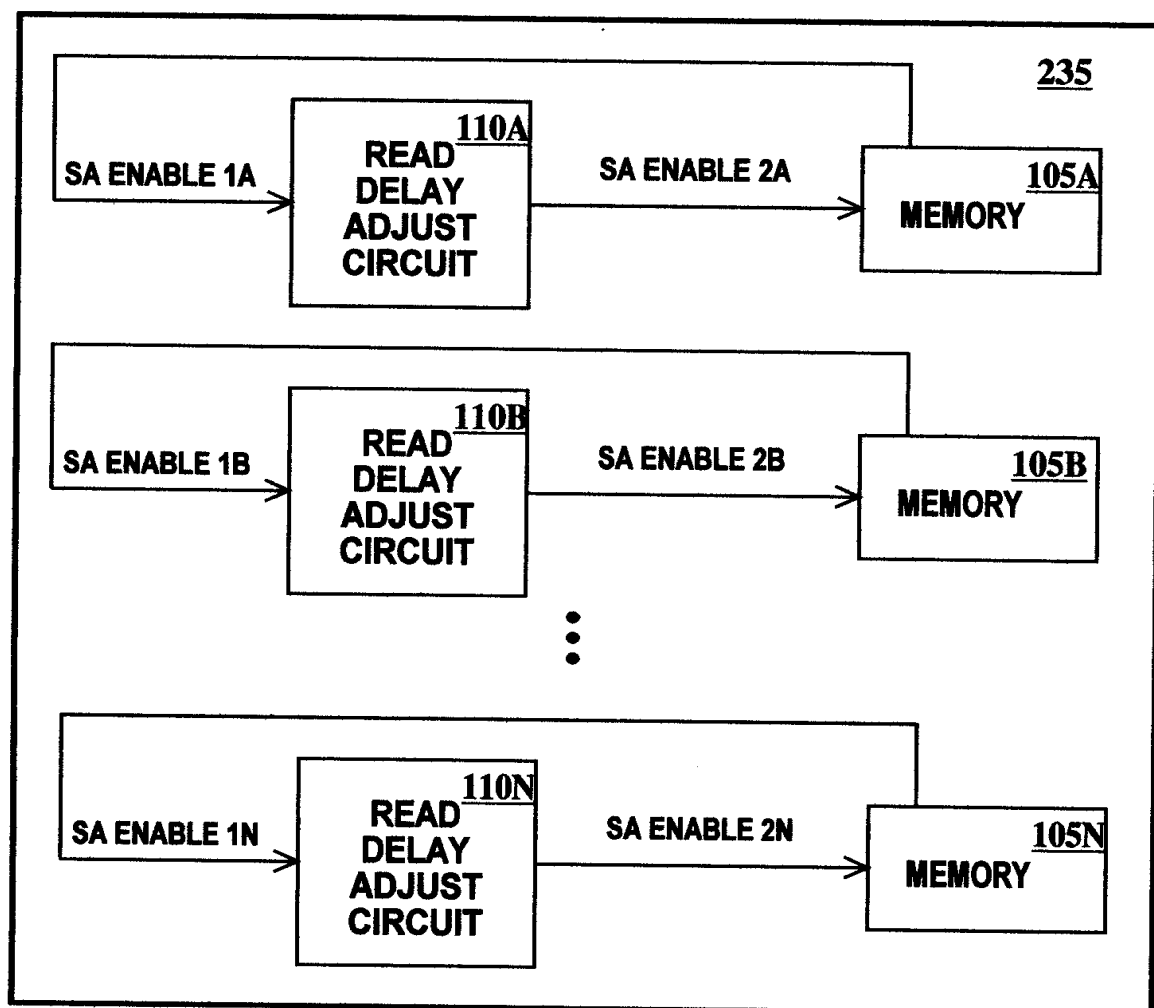 235
110A
READ
DELAY
ADJUST
CIRCUIT
SA ENABLE 1A
SA ENABLE 2A
105A
MEMORY
110B
READ
DELAY
ADJUST
CIRCUIT
SA ENABLE 1B
SA ENABLE 2B
105B
MEMORY
110N
READ
DELAY
ADJUST
CIRCUIT
SA ENABLE 1N
SA ENABLE 2N
105N
MEMORY